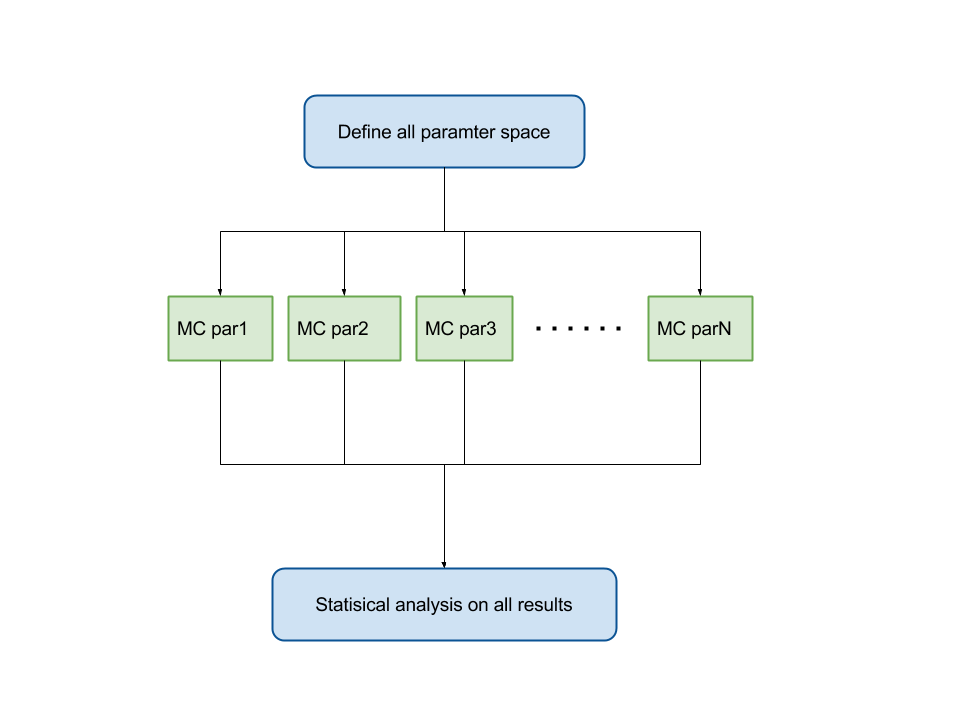 Define all paramter space
MC par1
MC par2
MC par3
......
MC parN
Statisical analysis on all results